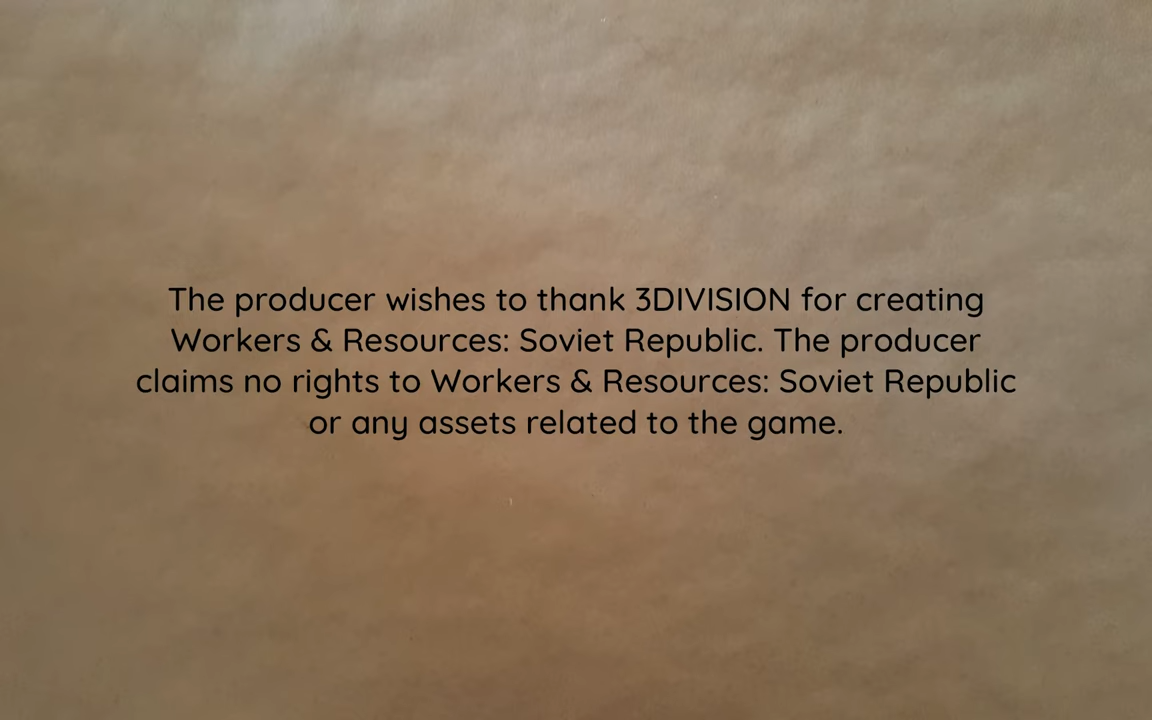 The producer wishes to thank 3DIVISION for creating
Workers & Resources: Soviet Republic. The producer
claims no rights to Workers & Resources: Soviet Republic
or any assets related to the game.